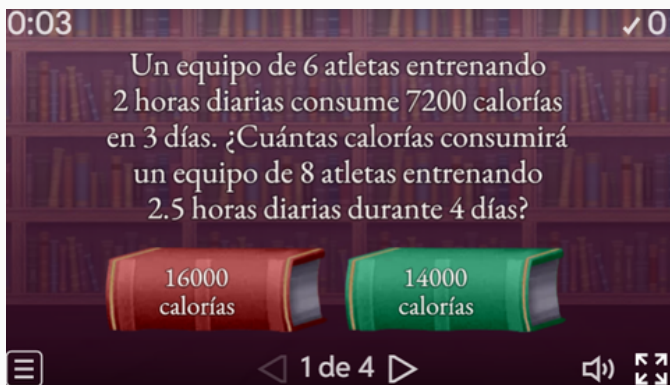 0:03
✓0
Un equipo de 6 atletas entrenando
2 horas diarias consume 7200 calorías
en 3 días. ¿Cuántas calorías consumirá
un equipo de 8 atletas entrenando
2.5 horas diarias durante 4 días?
16000
calorías
14000
calorías
1 de 4